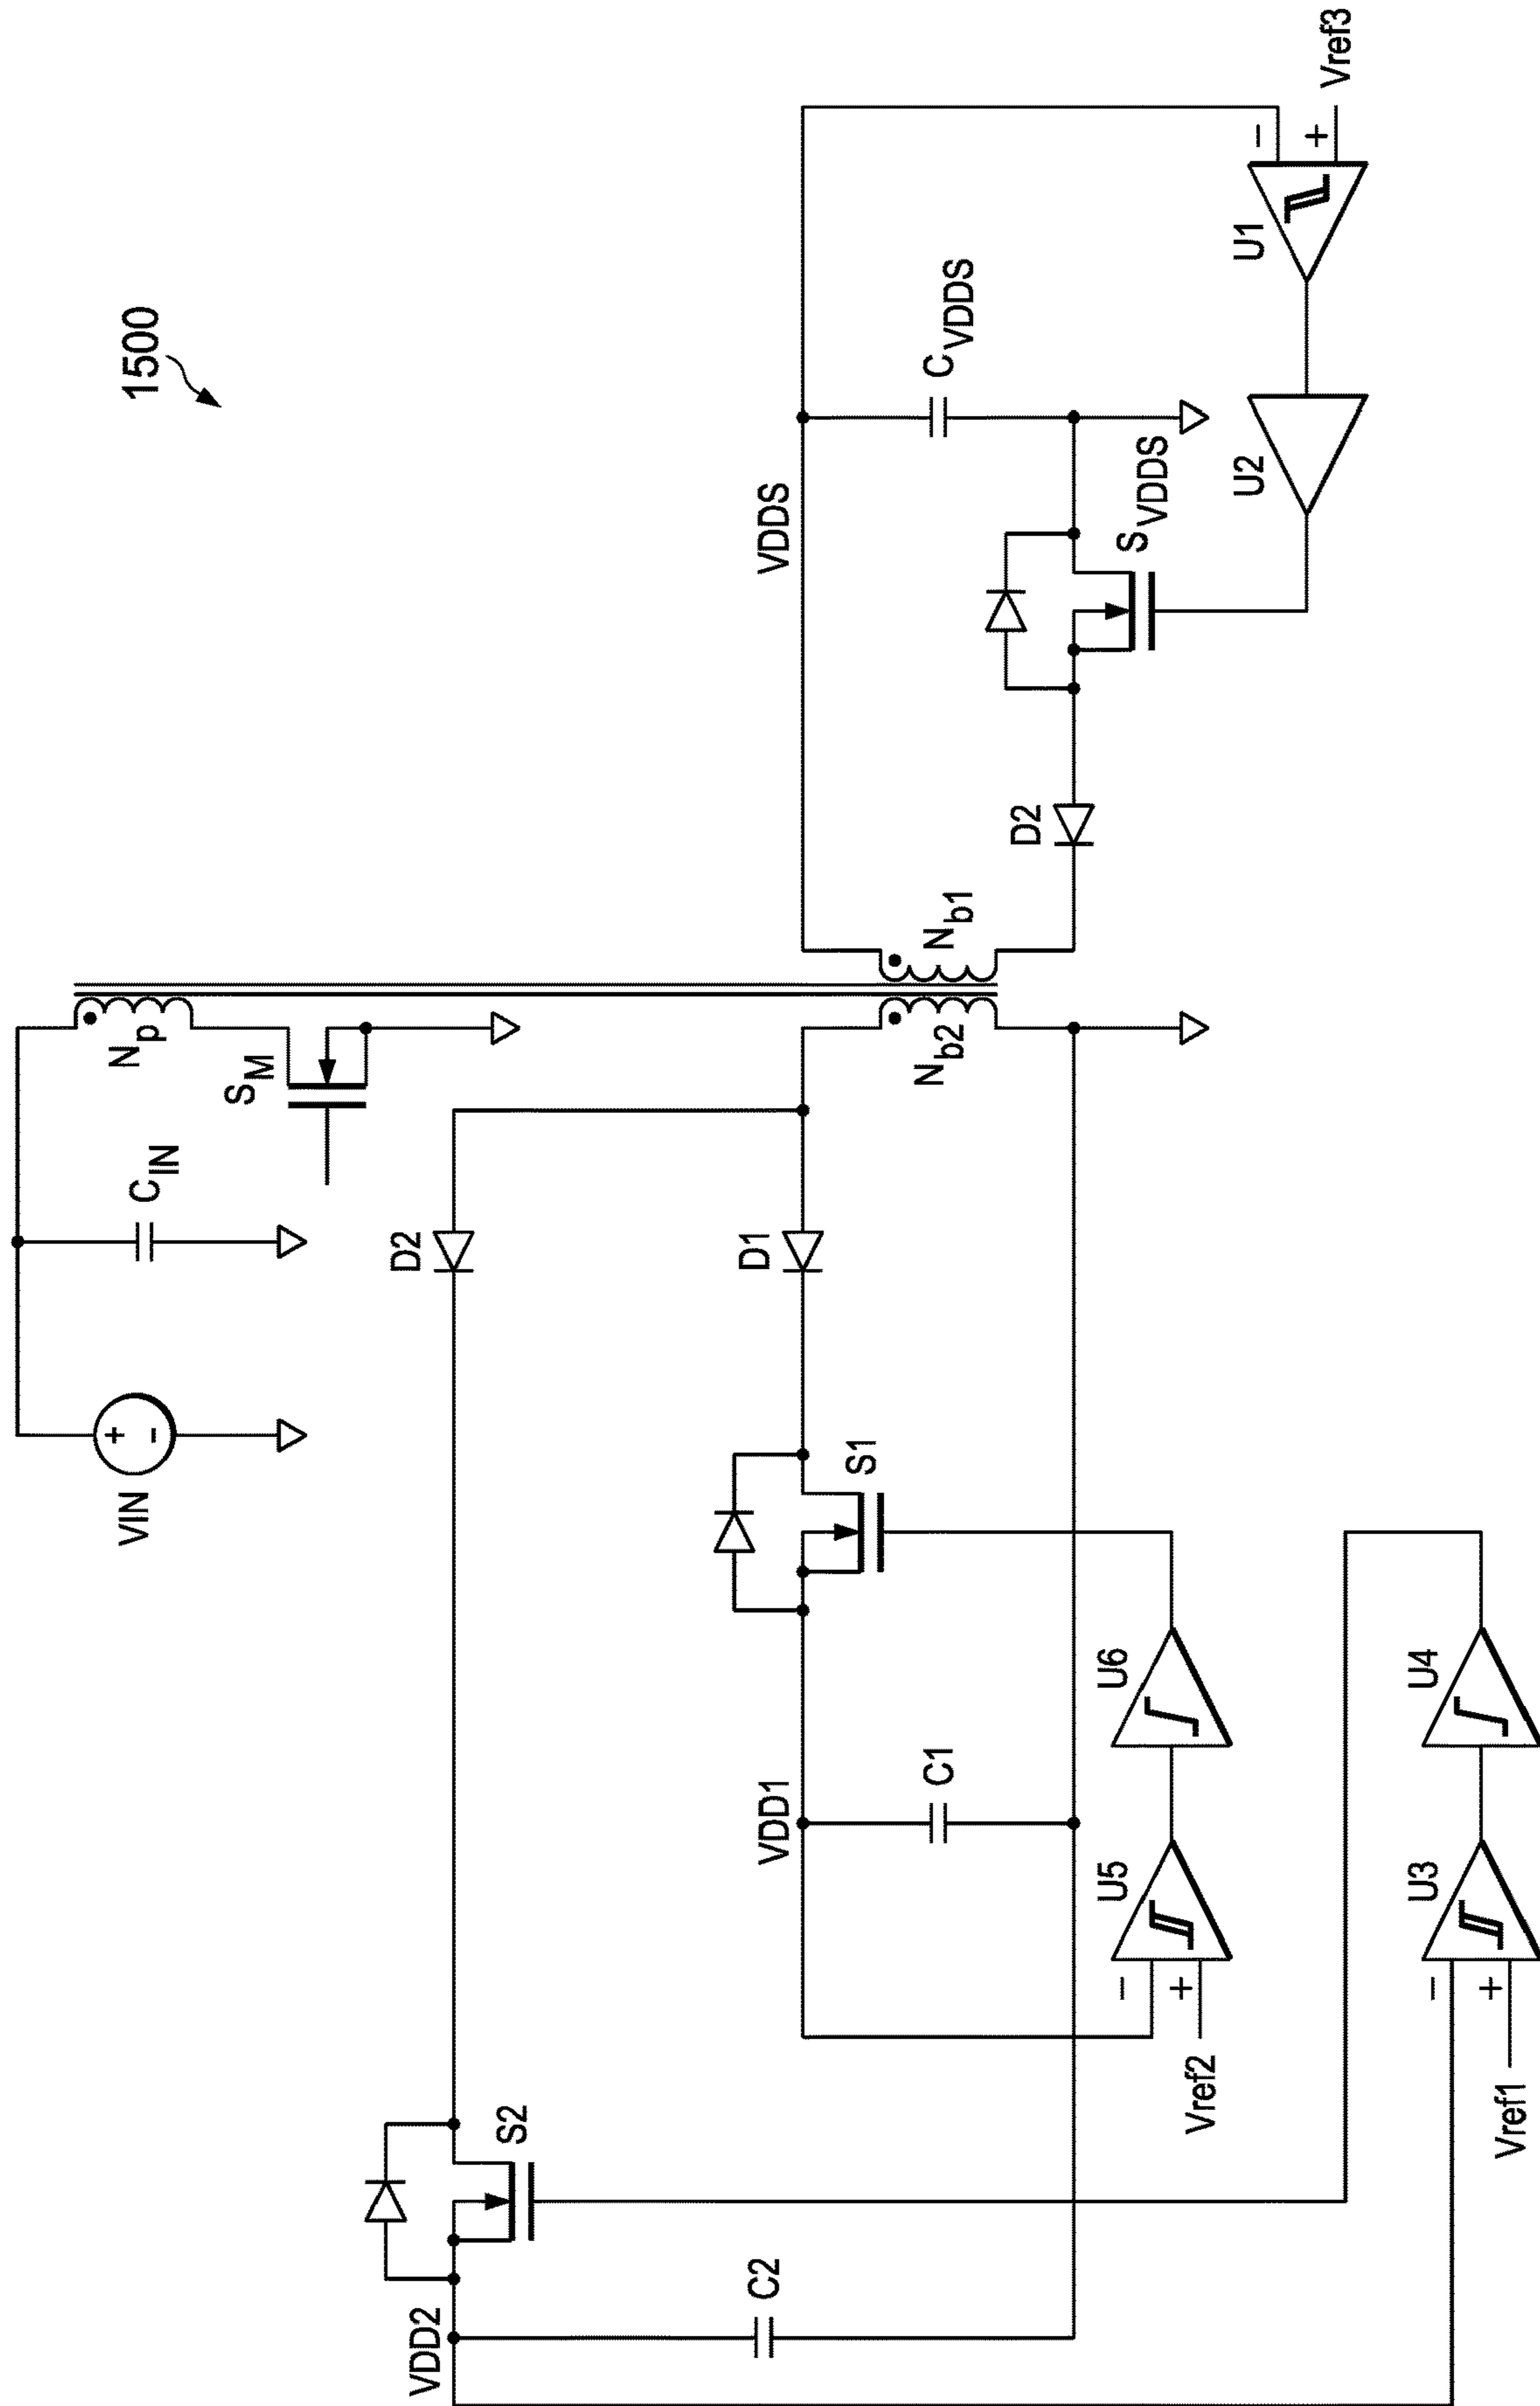 1500
VIN
+
-
C_IN
N_p
S_M
D2
D1
N_b2
N_b1
D2
VDDS
C_VDDS
S_VDDS
U2
U1
-
+
Vref3
S1
VDD1
C1
U6
U5
-
+
Vref2
S2
VDD2
C2
U4
U3
-
+
Vref1